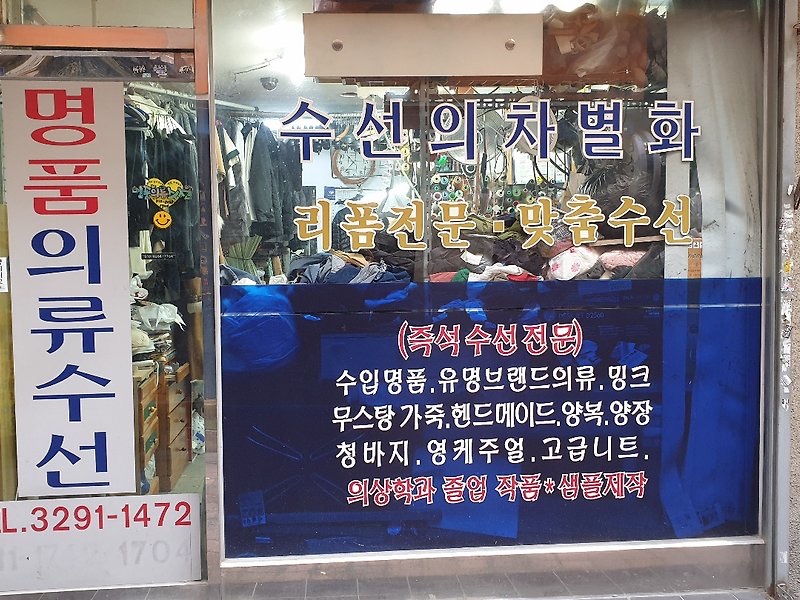 명품의류수선
TEL.3291-1472
수선의차별화
리폼전문·맞춤수선
(즉석수선전문)
수입명품.유명브랜드의류.밍크
무스탕 가죽.핸드메이드.양복.양장
청바지.영케주얼.고급니트.
의상학과 졸업 작품*샘플제작